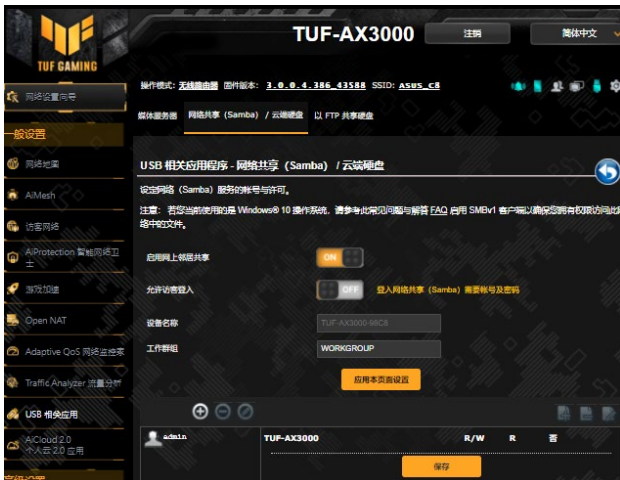 TUF GAMING
TUF-AX3000
注销
简体中文
操作模式: 无线路由器 固件版本: 3.0.0.4.386_43588 SSID: ASUS_C8
媒体服务器 网络共享 (Samba) / 云端硬盘 以 FTP 共享硬盘
网络设置向导
一般设置
网络地图
AiMesh
访客网络
AiProtection 智能网络卫士
游戏加速
Open NAT
Adaptive QoS 网络监控家
Traffic Analyzer 流量分析
USB 相关应用
AiCloud 2.0
个人云 2.0 应用
高级设置
USB 相关应用程序 - 网络共享 (Samba) / 云端硬盘
设定网络 (Samba) 服务的帐号与许可。
注意: 若您当前使用的是 Windows® 10 操作系统, 请参考此常见问题与解答 FAQ 启用 SMBv1 客户端以确保您拥有权限访问此网
络中的文件。
启用网上邻居共享
ON
允许访客登入
OFF
登入网络共享 (Samba) 需要帐号及密码
设备名称
TUF-AX3000-98C8
工作群组
WORKGROUP
应用本页面设置
admin
TUF-AX3000
R/W R 否
保存